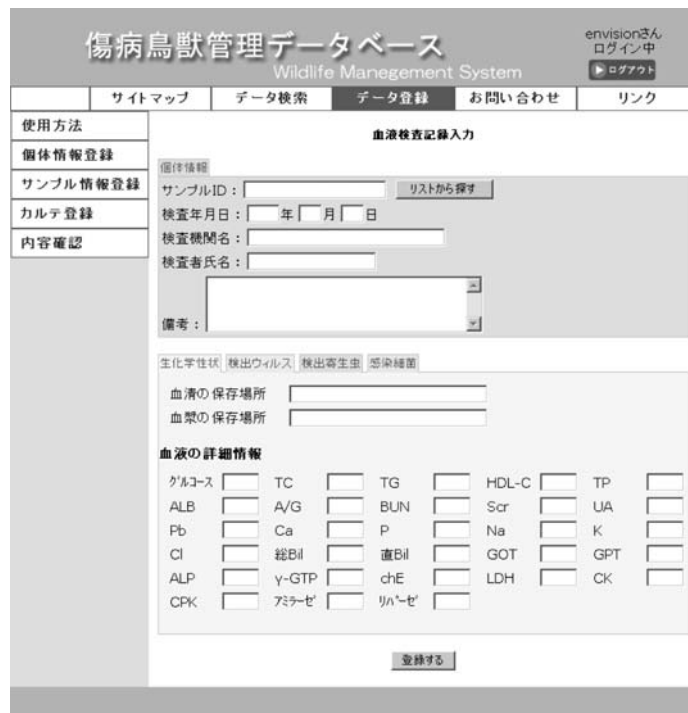 傷病鳥獣管理データベース
Wildlife Manegement System
envisionさん
ログイン中
ログアウト
サイトマップ データ検索 データ登録 お問い合わせ リンク
使用方法
個体情報登録
サンプル情報登録
カルテ登録
内容確認
血液検査記録入力
個体情報
サンプルID： リストから探す
検査年月日： 年 月 日
検査機関名：
検査者氏名：
備考：
生化学性状 検出ウィルス 検出寄生虫 感染細菌
血清の保存場所
血漿の保存場所
血液の詳細情報
グルコース TC TG HDL-C TP
ALB A/G BUN Scr UA
Pb Ca P Na K
Cl 総Bil 直Bil GOT GPT
ALP γ-GTP chE LDH CK
CPK アミラーゼ リパーゼ
登録する